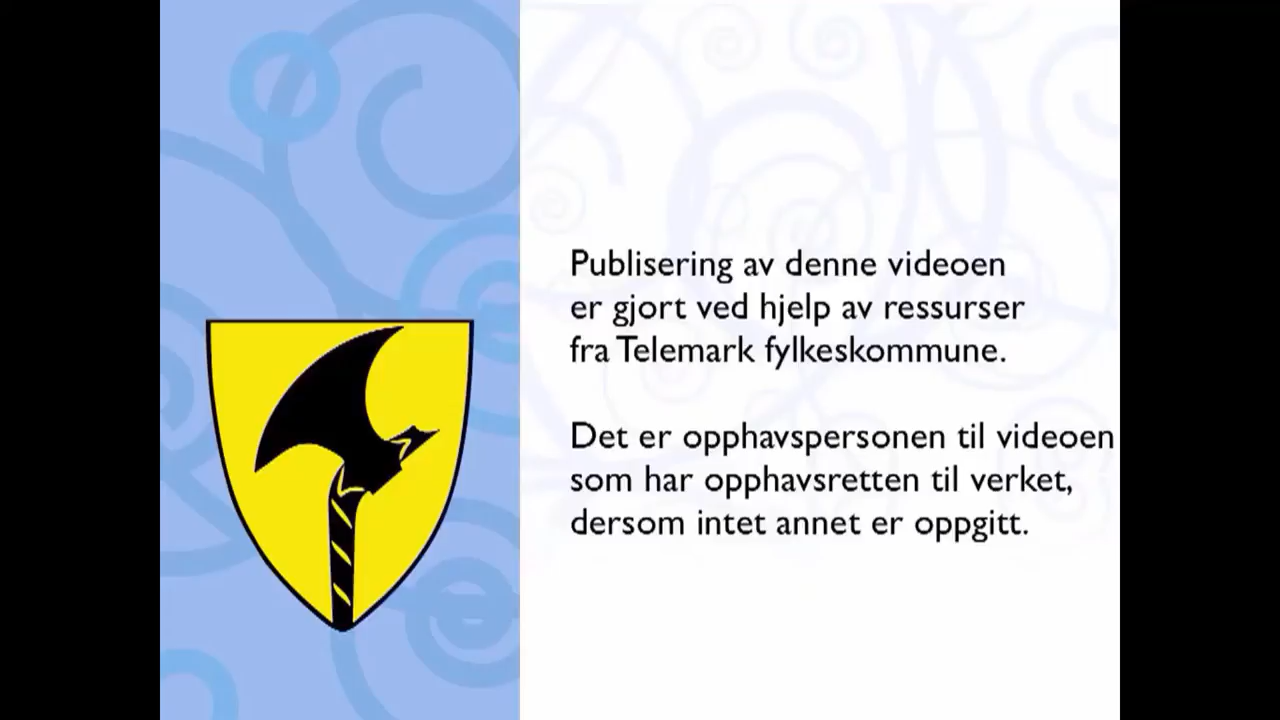 Publisering av denne videoen
er gjort ved hjelp av ressurser
fra Telemark fylkeskommune.
Det er opphavspersonen til videoen
som har opphavsretten til verket,
dersom intet annet er oppgitt.